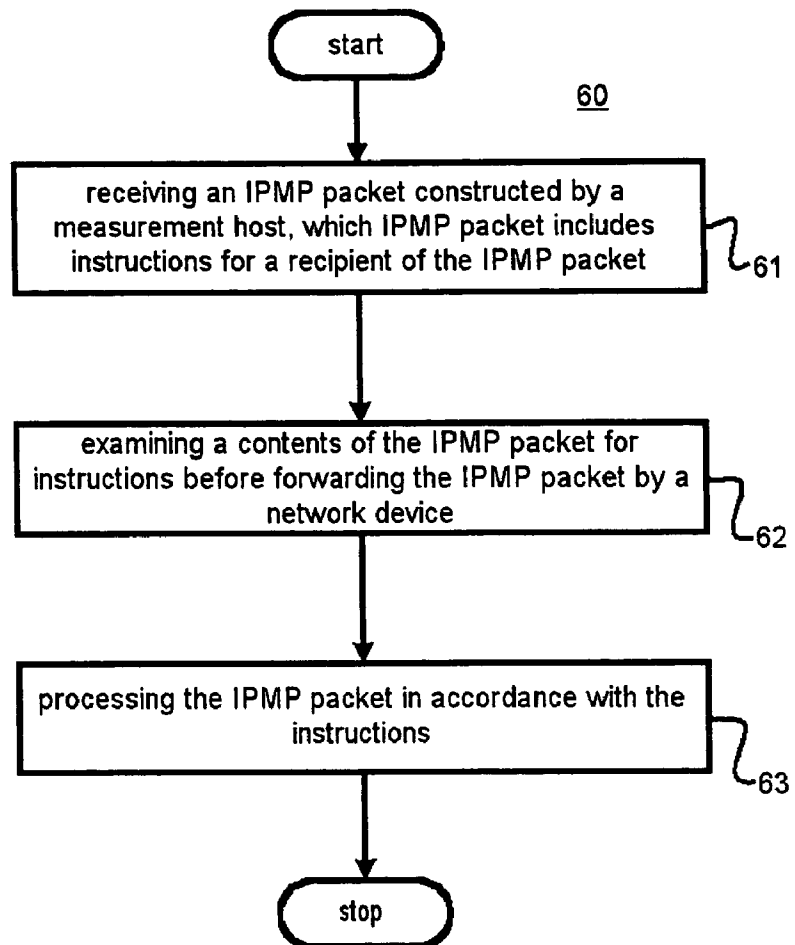 start
60
receiving an IPMP packet constructed by a
measurement host, which IPMP packet includes
instructions for a recipient of the IPMP packet
61
examining a contents of the IPMP packet for
instructions before forwarding the IPMP packet by a
network device
62
processing the IPMP packet in accordance with the
instructions
63
stop